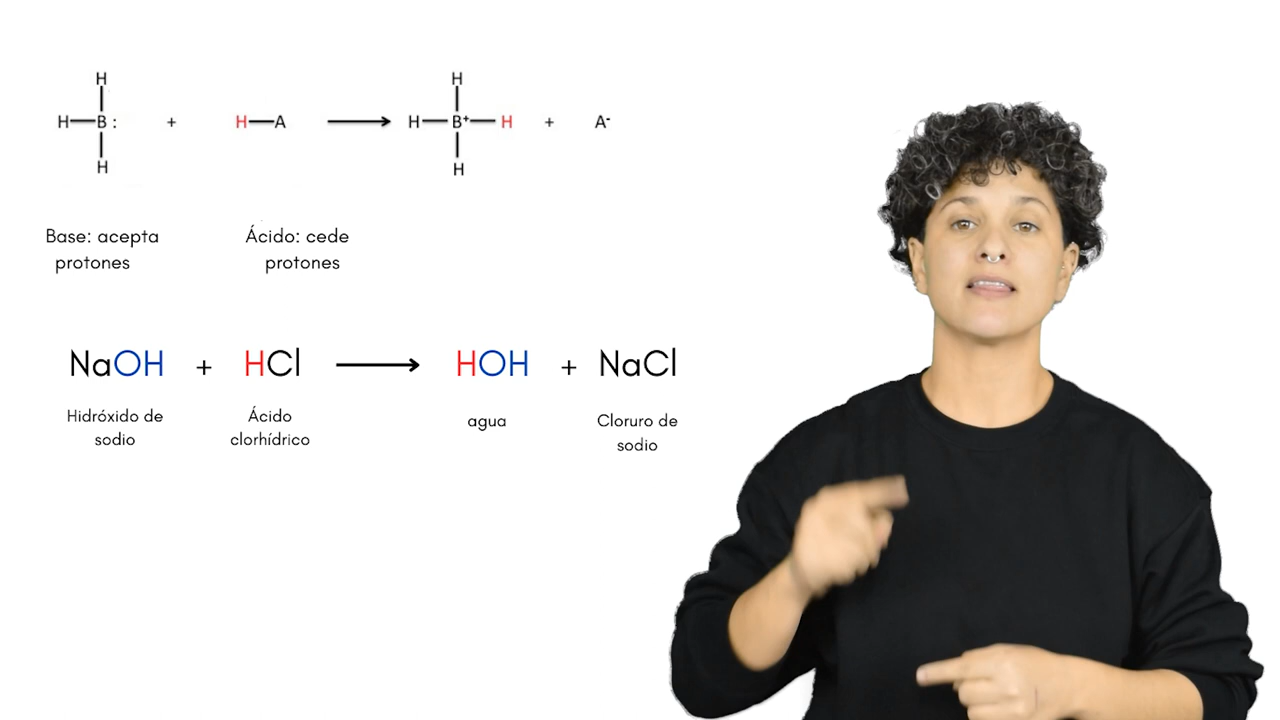 H
H—B: + H—A ⟶ H—B⁺—H + A⁻
H
H
H
Base: acepta
protones
Ácido: cede
protones
NaOH + HCl ⟶ HOH + NaCl
Hidróxido de
sodio
Ácido
clorhídrico
agua
Cloruro de
sodio